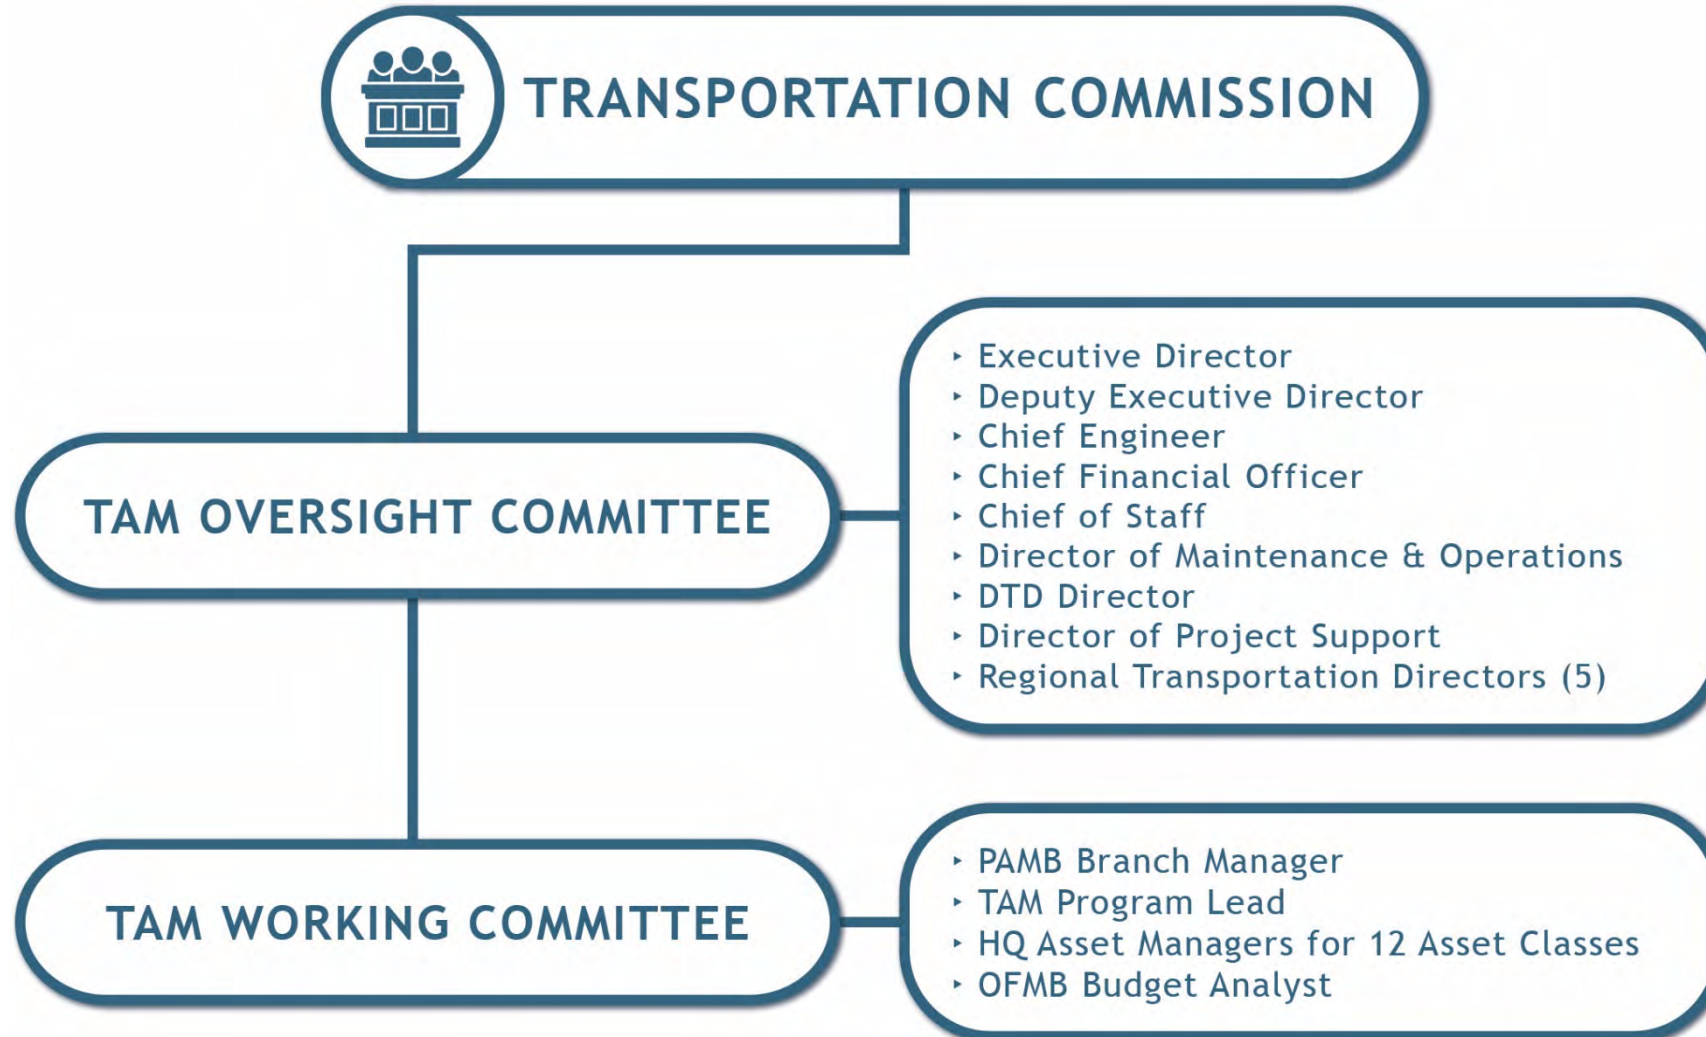 TRANSPORTATION COMMISSION
TAM OVERSIGHT COMMITTEE
‣ Executive Director
‣ Deputy Executive Director
‣ Chief Engineer
‣ Chief Financial Officer
‣ Chief of Staff
‣ Director of Maintenance & Operations
‣ DTD Director
‣ Director of Project Support
‣ Regional Transportation Directors (5)
TAM WORKING COMMITTEE
‣ PAMB Branch Manager
‣ TAM Program Lead
‣ HQ Asset Managers for 12 Asset Classes
‣ OFMB Budget Analyst